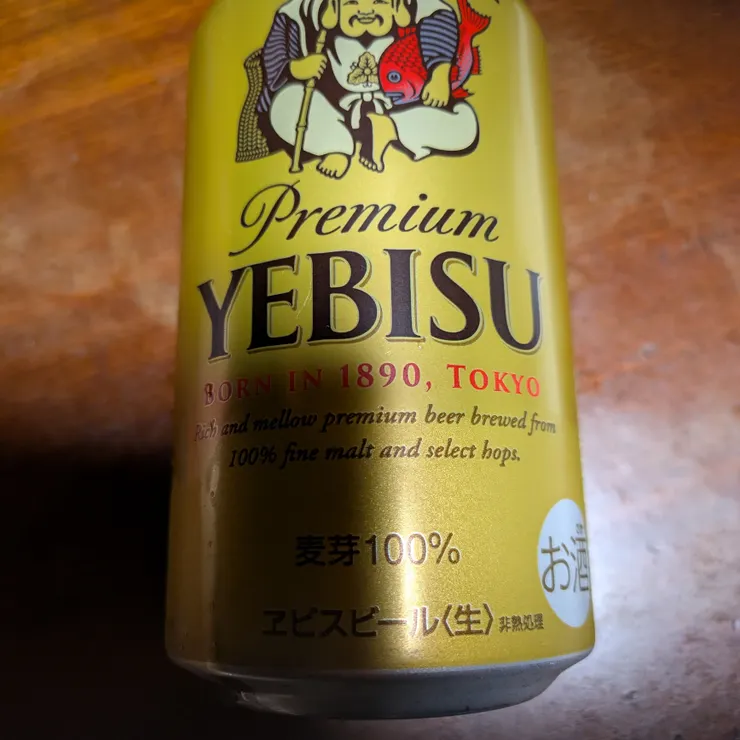 Premium
YEBISU
BORN IN 1890, TOKYO
Rich and mellow premium beer brewed from
100% fine malt and select hops.
麦芽100%
お酒
ヱビスビール〈生〉非熱処理